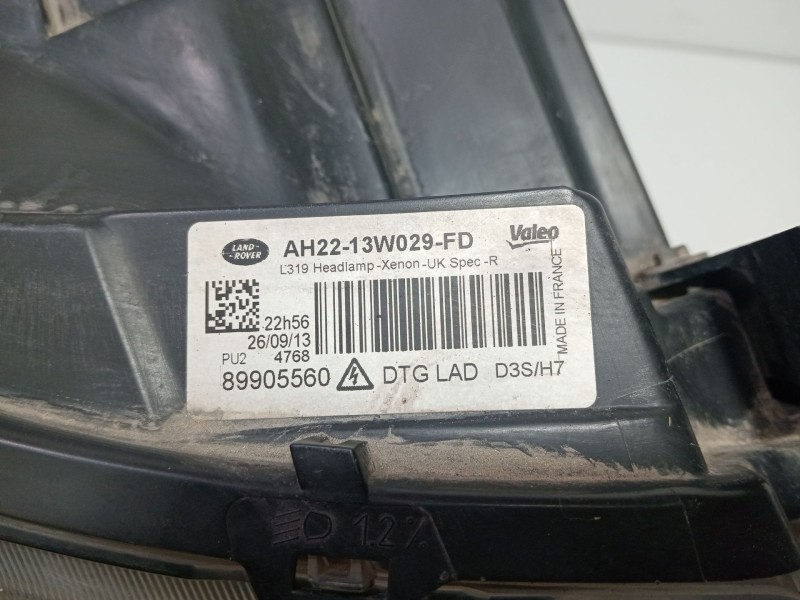 LAND-
ROVER
AH22-13W029-FD
Valeo
L319 Headlamp-Xenon-UK Spec-R
22h56
26/09/13
PU2 4768
MADE IN FRANCE
89905560 DTG LAD D3S/H7
1.2%